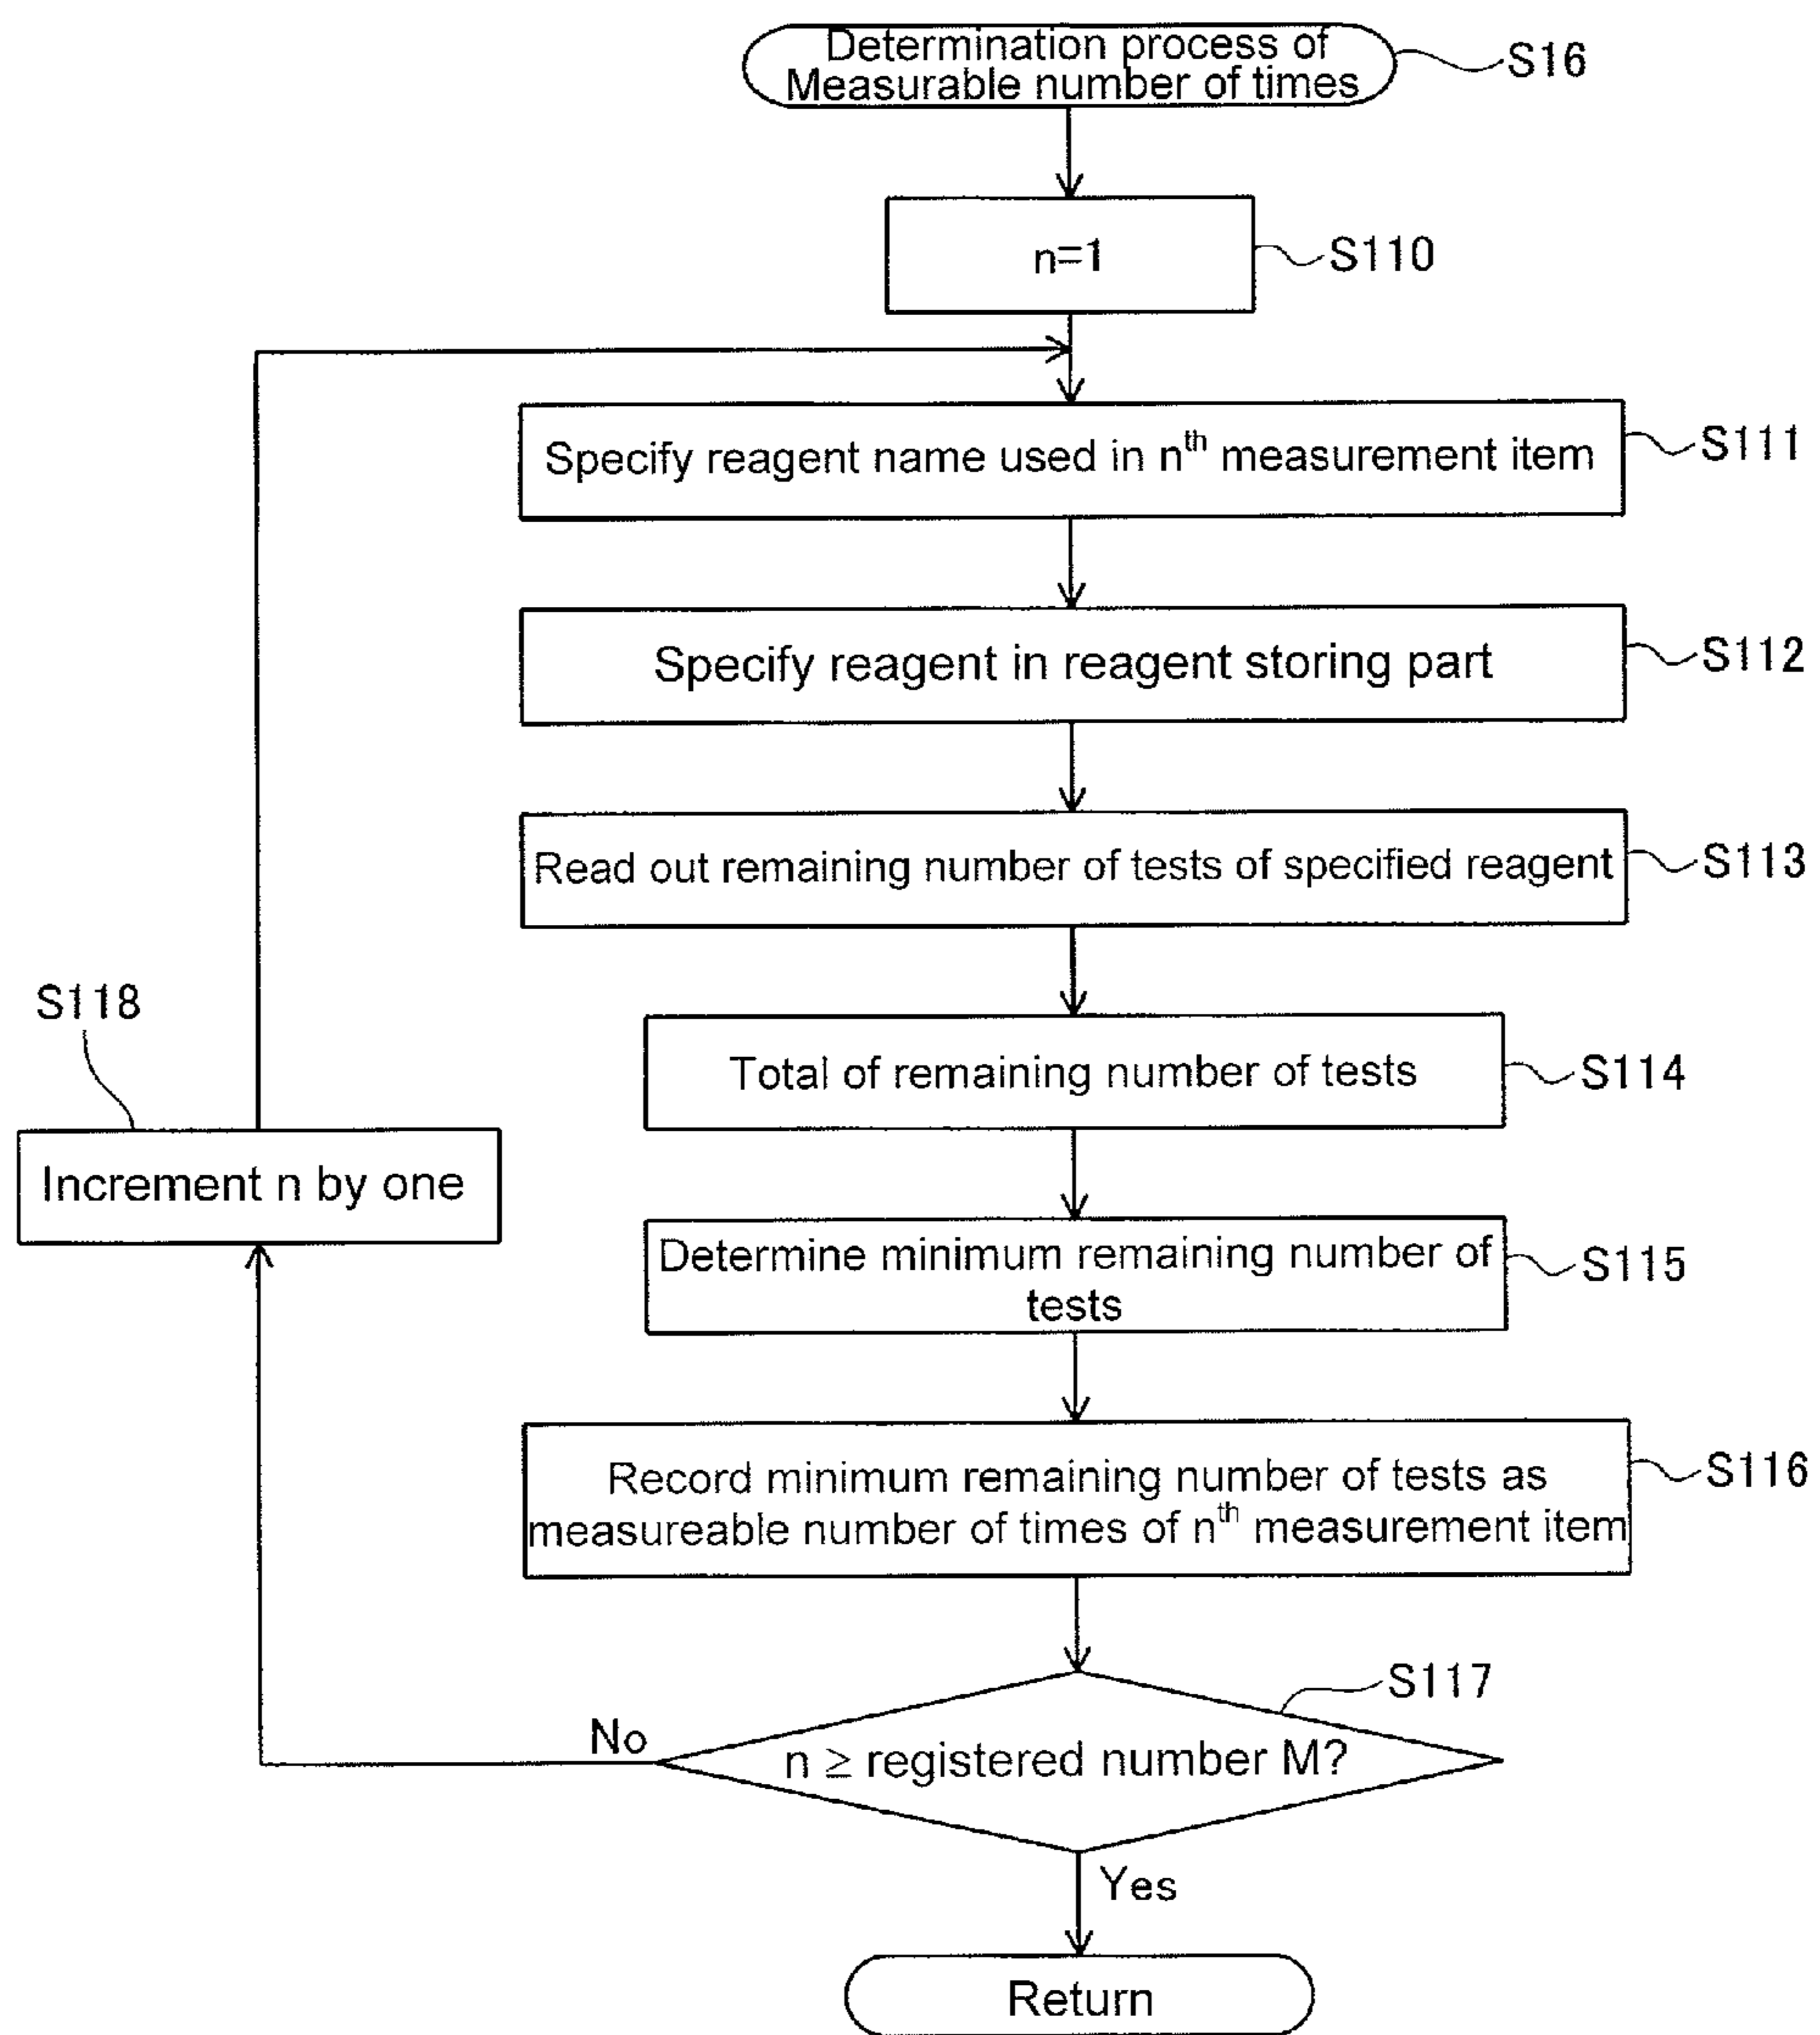 Determination process of
Measurable number of times
S16
n=1
S110
Specify reagent name used in nth measurement item
S111
Specify reagent in reagent storing part
S112
Read out remaining number of tests of specified reagent
S113
Total of remaining number of tests
S114
S118
Increment n by one
Determine minimum remaining number of
tests
S115
Record minimum remaining number of tests as
measureable number of times of nth measurement item
S116
S117
n ≥ registered number M?
No
Yes
Return